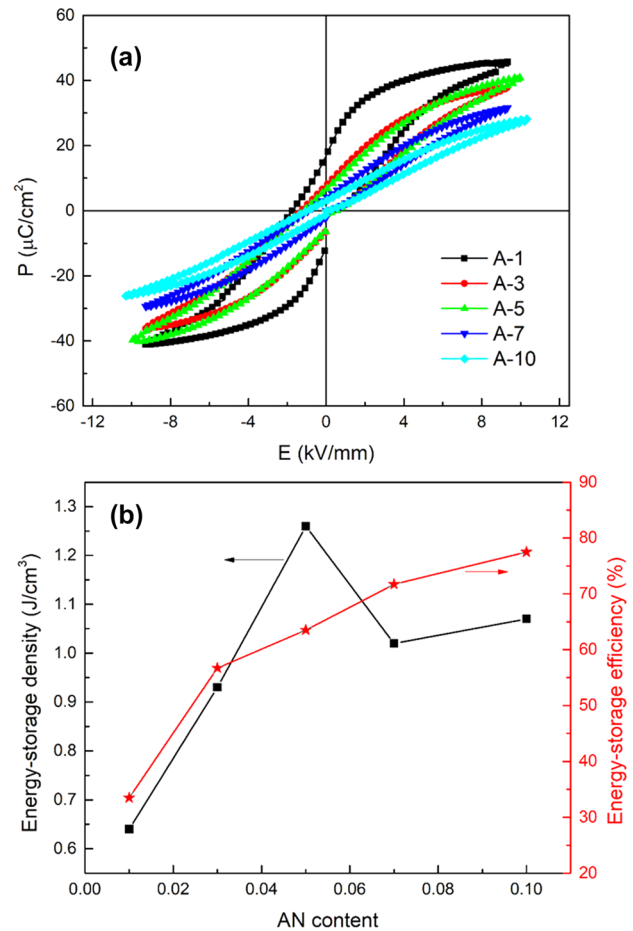 (a)
60
40
20
0
-20
-40
-60
P (μC/cm²)
A-1
A-3
A-5
A-7
A-10
-12 -8 -4 0 4 8 12
E (kV/mm)
(b)
1.3
1.2
1.1
1.0
0.9
0.8
0.7
0.6
Energy-storage density (J/cm³)
90
80
70
60
50
40
30
20
Energy-storage efficiency (%)
0.00 0.02 0.04 0.06 0.08 0.10
AN content